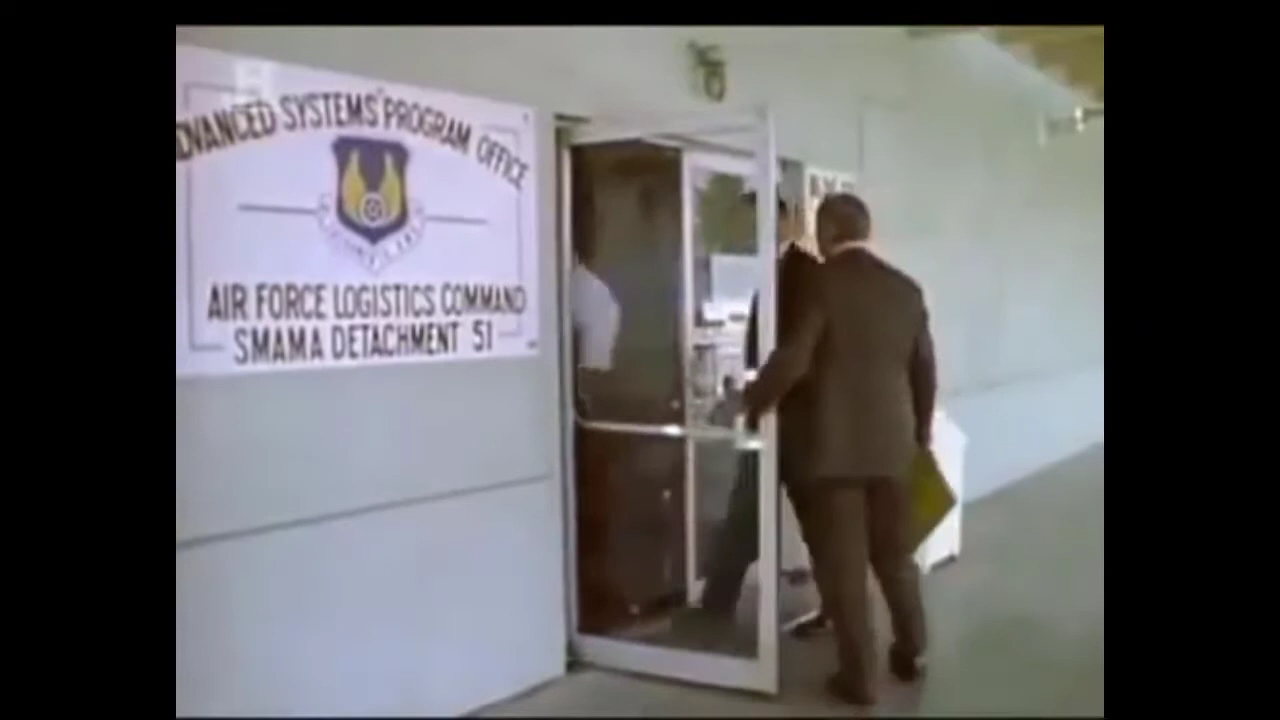 DVANCED SYSTEMS PROGRAM OFFICE
AIR FORCE LOGISTICS COMMAND
SMAMA DETACHMENT 51